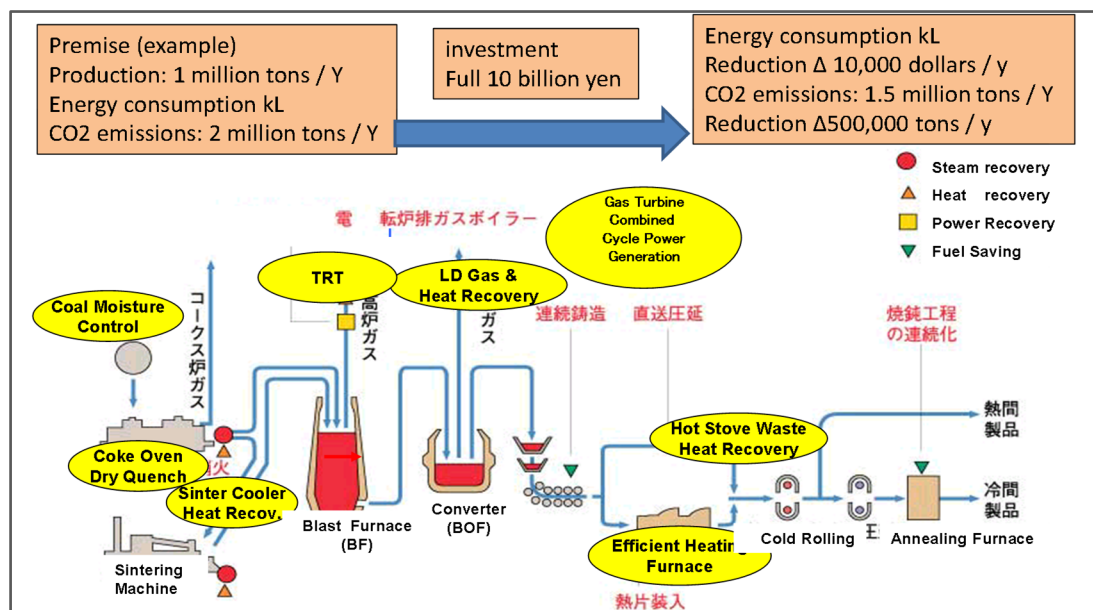 Premise (example)
Production: 1 million tons / Y
Energy consumption kL
CO2 emissions: 2 million tons / Y
investment
Full 10 billion yen
Energy consumption kL
Reduction Δ 10,000 dollars / y
CO2 emissions: 1.5 million tons / Y
Reduction Δ500,000 tons / y
Steam recovery
Heat recovery
Power Recovery
Fuel Saving
電
転炉排ガスボイラー
Gas Turbine
Combined
Cycle Power
Generation
TRT
LD Gas &
Heat Recovery
Coal Moisture
Control
コークス炉ガス
高炉ガス
ガス
連続鋳造
直送圧延
焼鈍工程
の連続化
熱間
製品
Hot Stove Waste
Heat Recovery
Coke Oven
Dry Quench
火
Sinter Cooler
Heat Recov.
Blast Furnace
(BF)
Converter
(BOF)
Cold Rolling
Annealing Furnace
冷間
製品
Efficient Heating
Furnace
Sintering
Machine
熱片装入